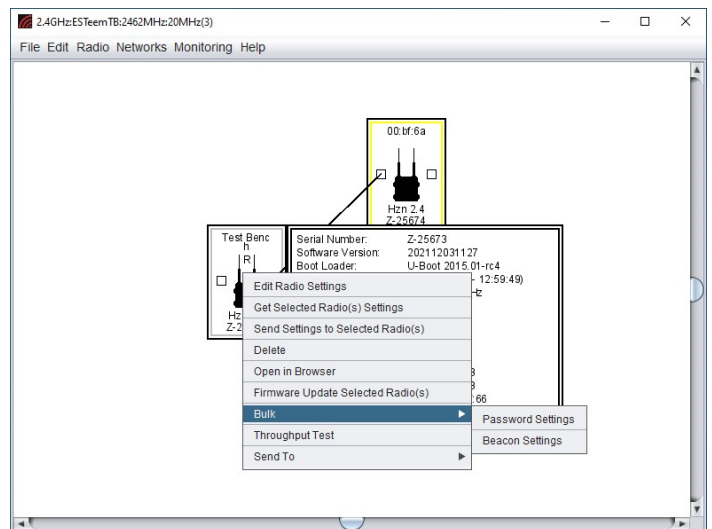 2.4GHz:ESTeemTB:2462MHz:20MHz(3)
File Edit Radio Networks Monitoring Help
00:bf:6a
Hzn 2.4
Z-25674
Test Benc
h
R
Hz
Z-2
Serial Number: Z-25673
Software Version: 202112031127
Boot Loader: U-Boot 2015.01-rc4
- 12:59:49)
Edit Radio Settings
Get Selected Radio(s) Settings
Send Settings to Selected Radio(s)
Delete
Open in Browser
Firmware Update Selected Radio(s)
:66
Bulk
Password Settings
Throughput Test
Beacon Settings
Send To